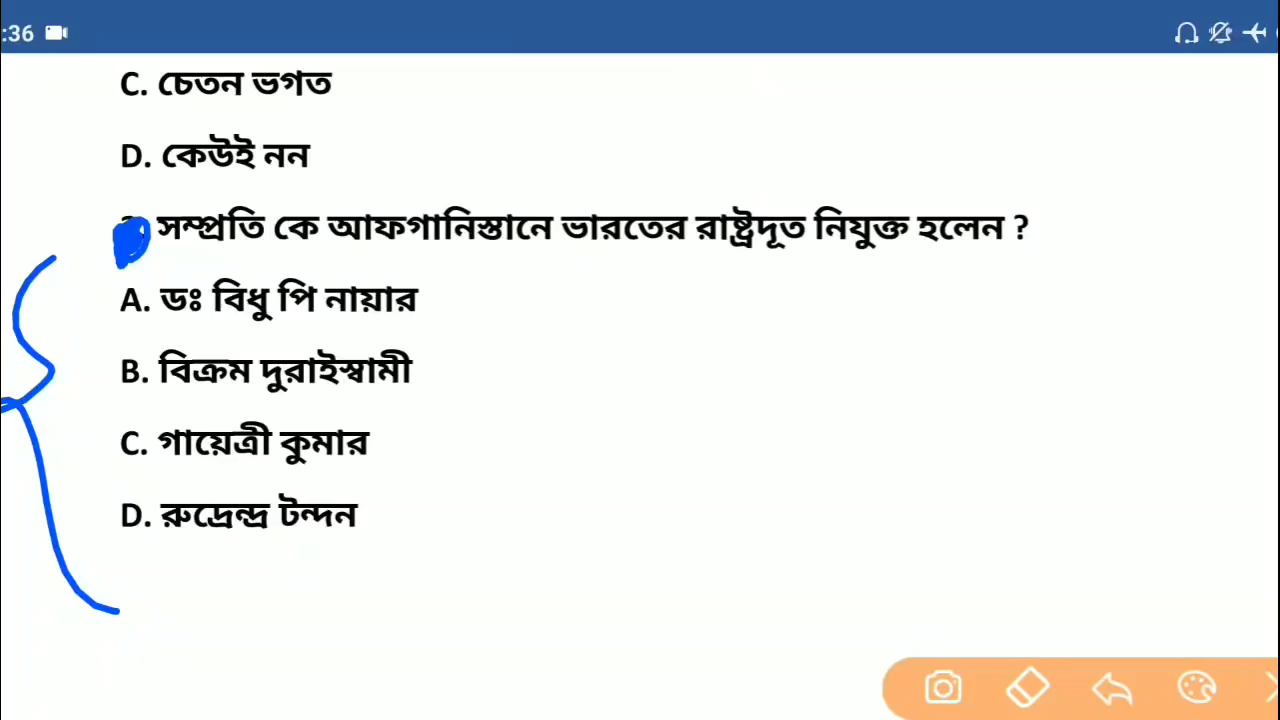 :36
C. চেতন ভগত
D. কেউই নন
সম্প্রতি কে আফগানিস্তানে ভারতের রাষ্ট্রদূত নিযুক্ত হলেন ?
A. ডঃ বিধু পি নায়ার
B. বিক্রম দুরাইস্বামী
C. গায়েত্রী কুমার
D. রুদ্রেন্দ্র টন্দন